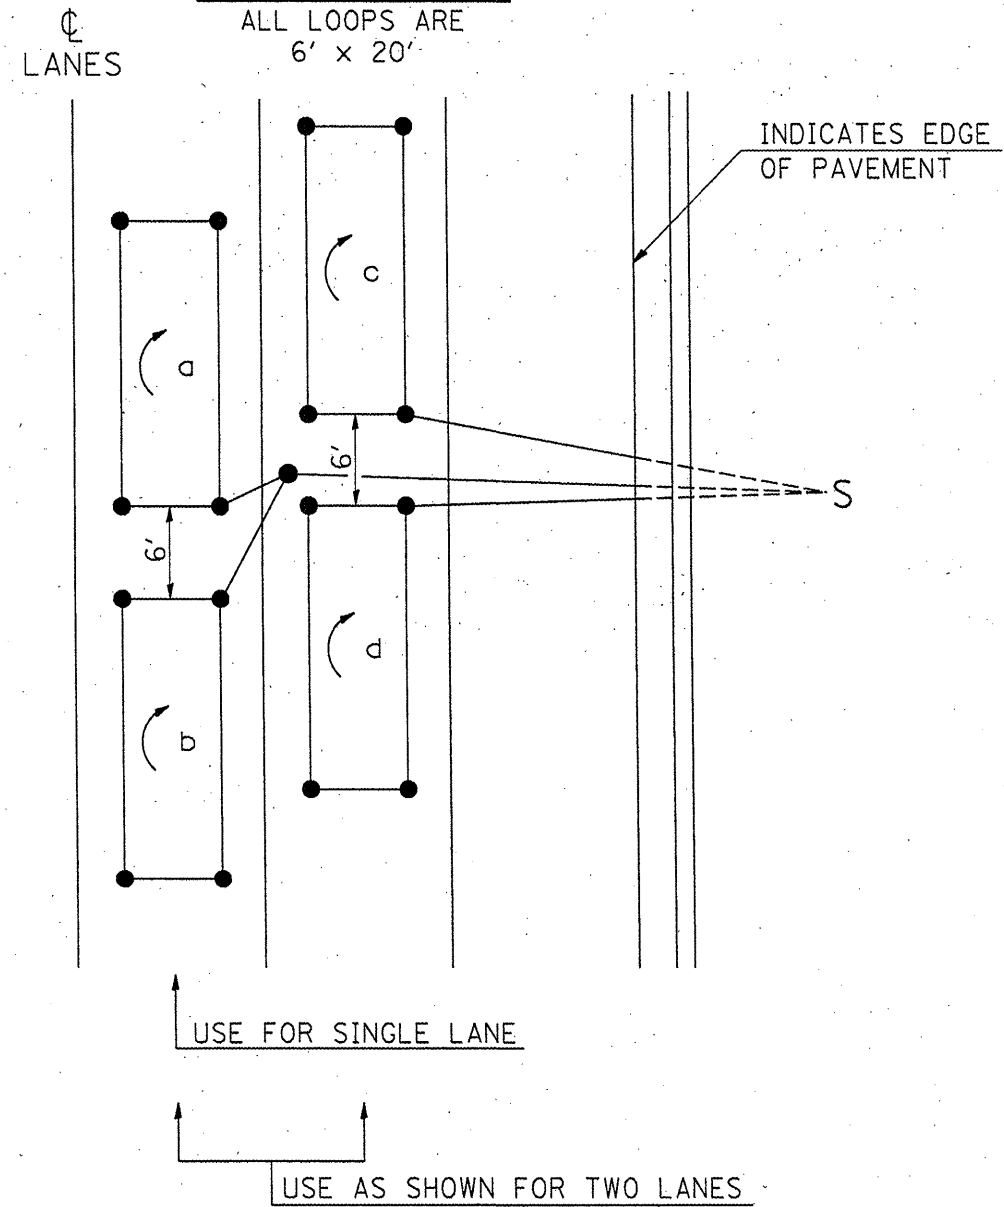 ℄
LANES
ALL LOOPS ARE
6' x 20'
INDICATES EDGE
OF PAVEMENT
c
a
6'
S
6'
d
b
USE FOR SINGLE LANE
USE AS SHOWN FOR TWO LANES